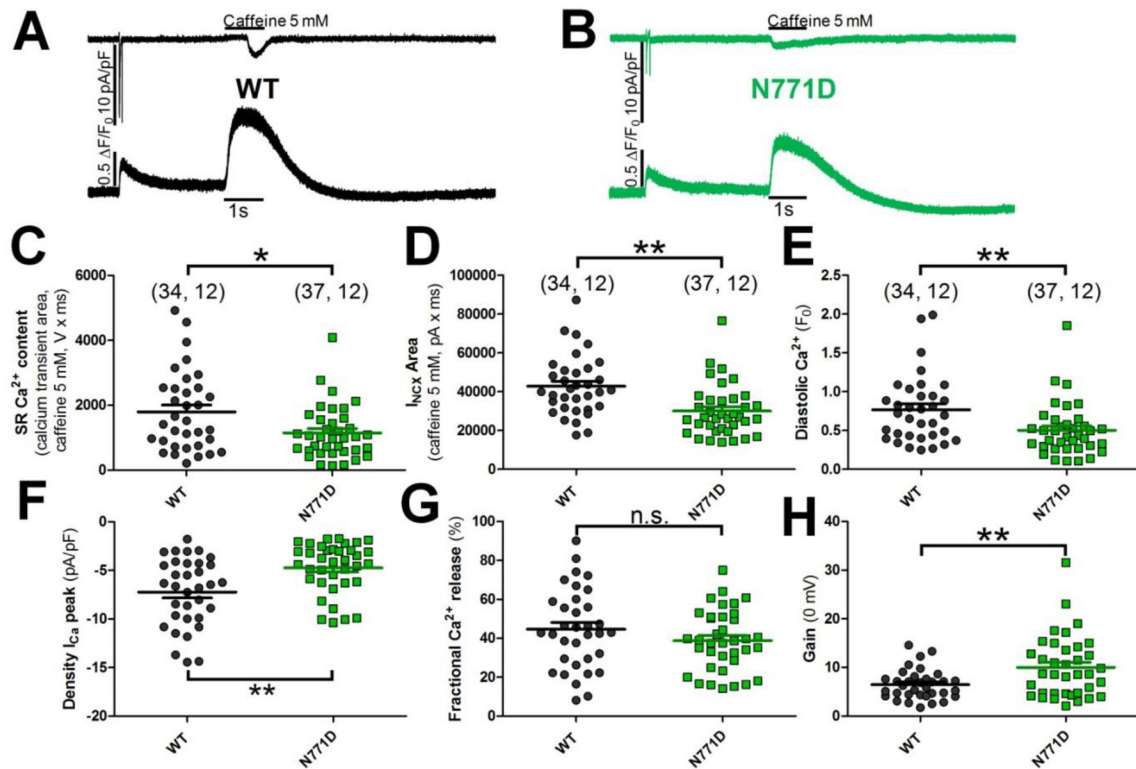 A
Caffeine 5 mM
0.5 ΔF/F₀ 10 pA/pF
WT
1s
B
Caffeine 5 mM
0.5 ΔF/F₀ 10 pA/pF
N771D
1s
C
SR Ca²⁺ content
(calcium transient area,
caffeine 5 mM, V x ms)
6000
4000
2000
0
*
(34, 12)
(37, 12)
WT
N771D
D
I_NCX Area
(caffeine 5 mM, pA x ms)
100000
80000
60000
40000
20000
0
**
(34, 12)
(37, 12)
WT
N771D
E
Diastolic Ca²⁺ (F₀)
2.5
2.0
1.5
1.0
0.5
0.0
**
(34, 12)
(37, 12)
WT
N771D
F
Density I_Ca peak (pA/pF)
0
-5
-10
-15
-20
**
WT
N771D
G
Fractional Ca²⁺ release (%)
100
80
60
40
20
0
n.s.
WT
N771D
H
Gain (0 mV)
40
30
20
10
0
**
WT
N771D